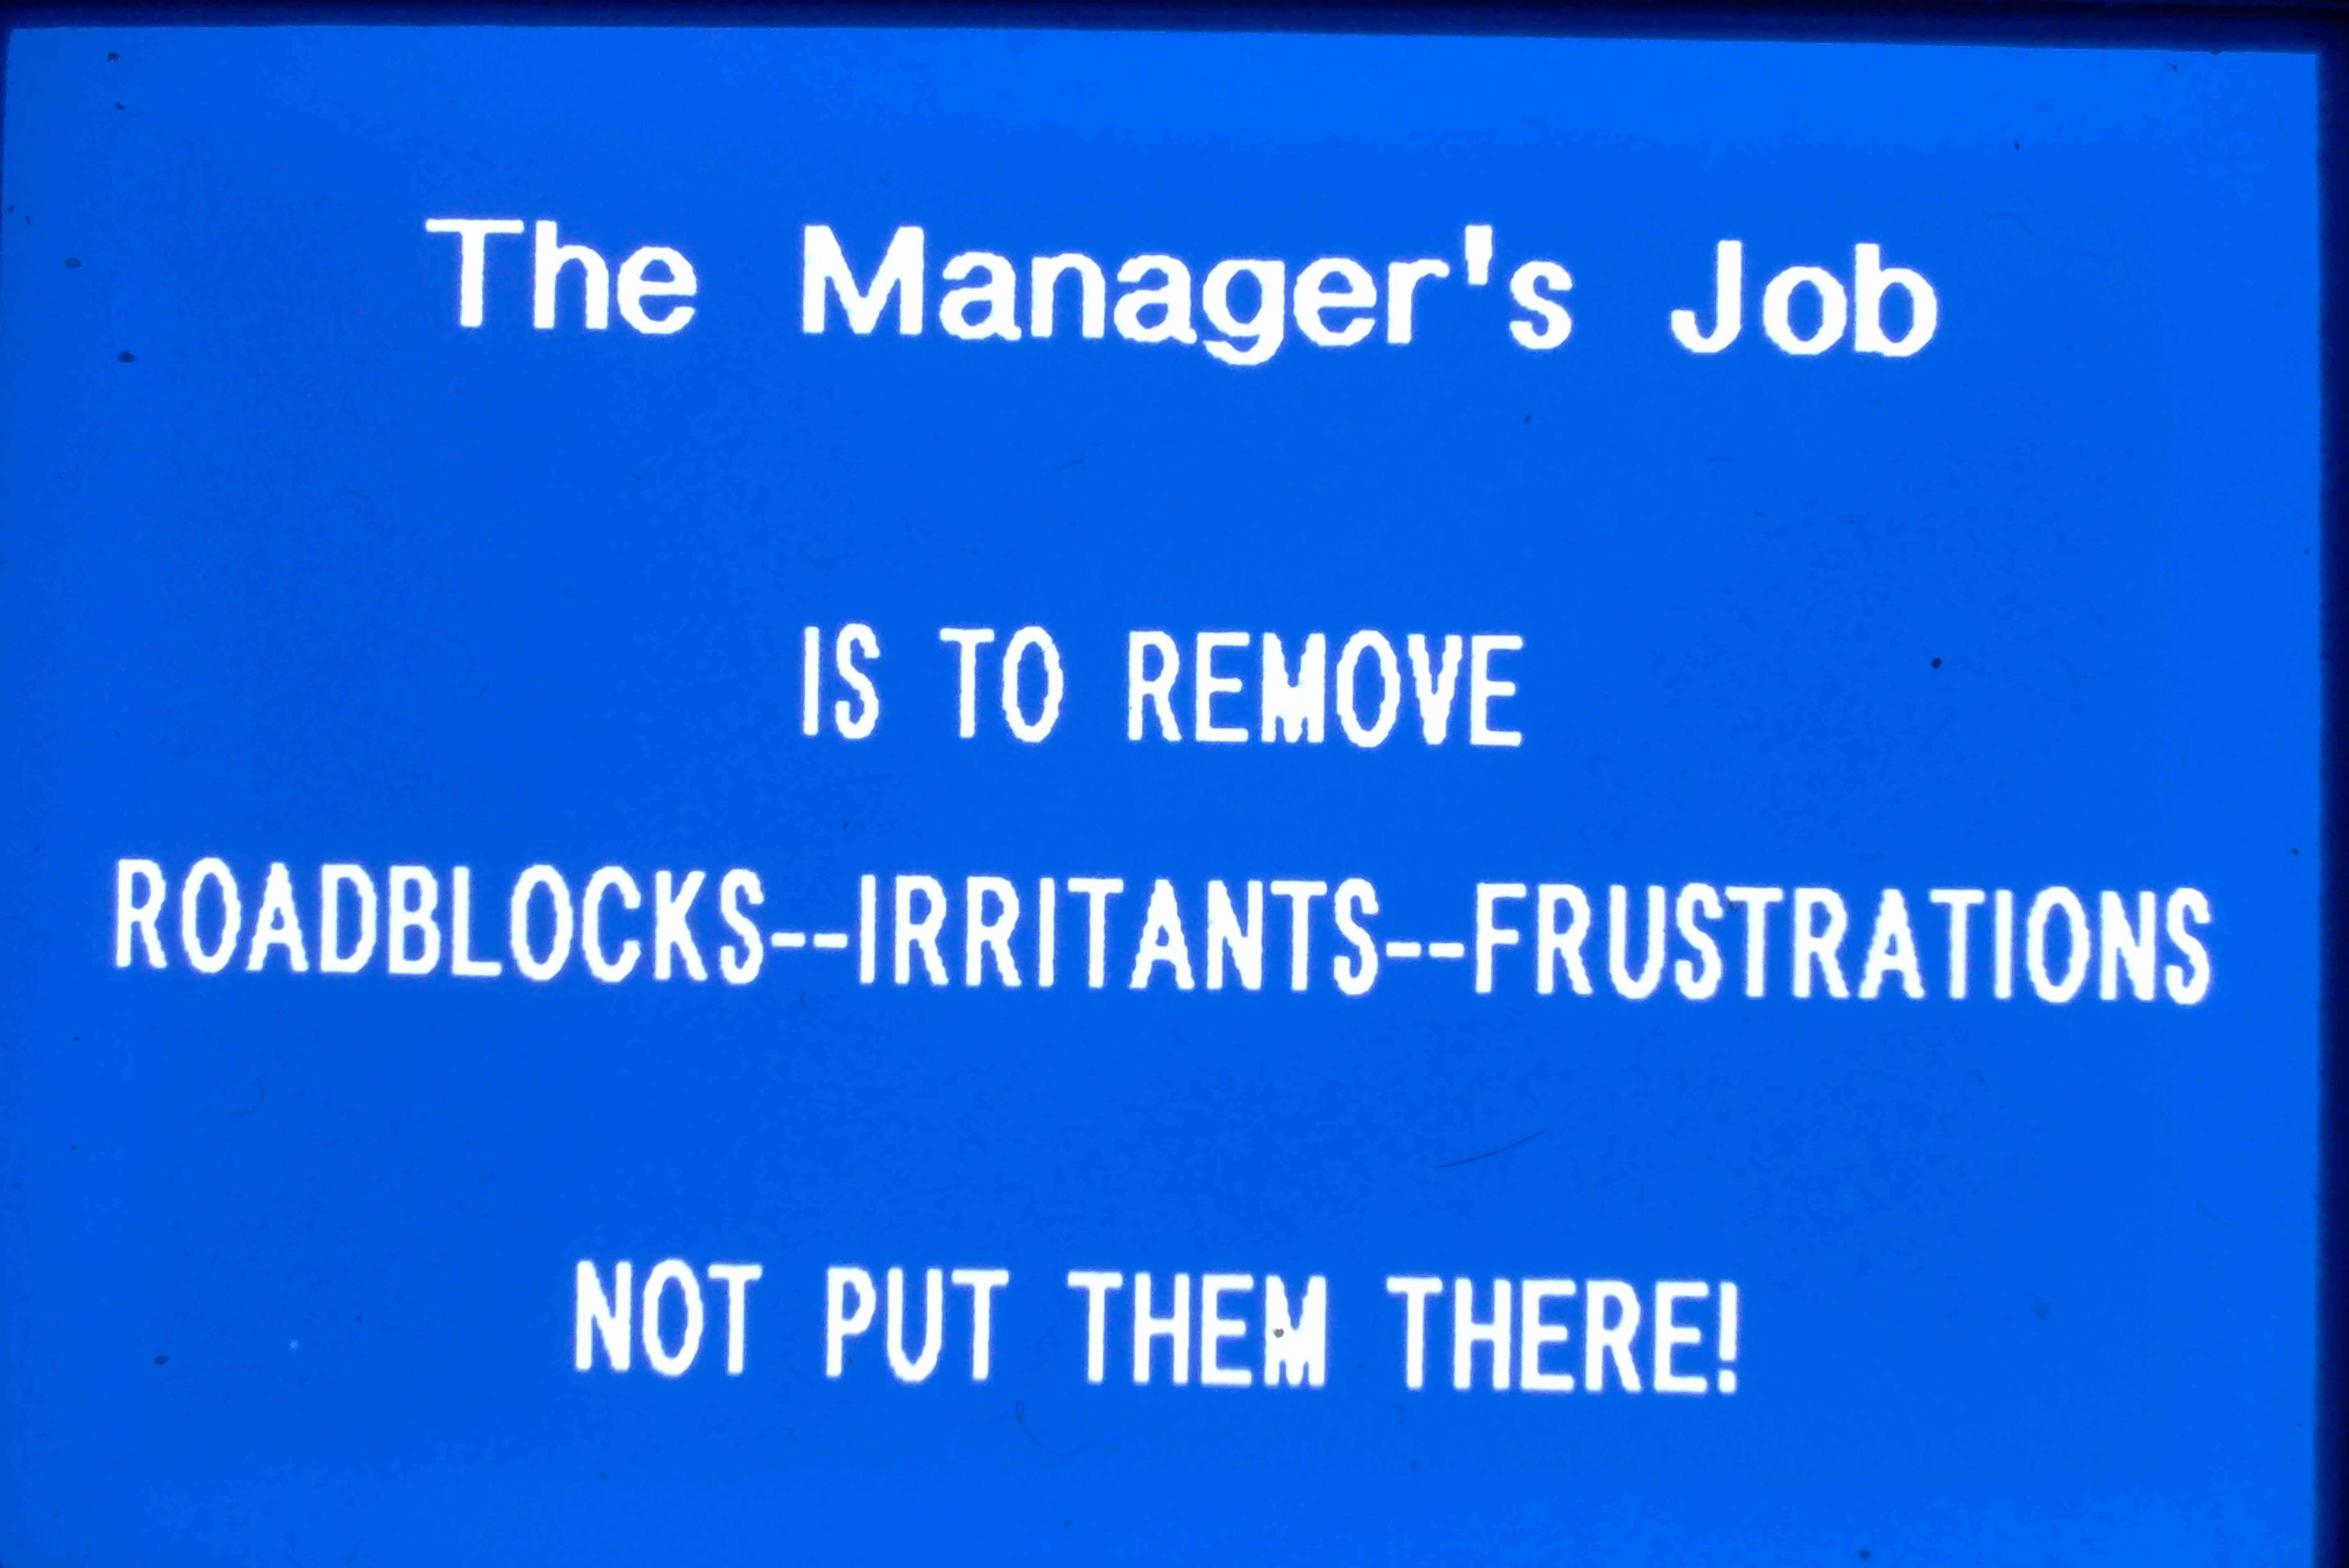 The Manager's Job
IS TO REMOVE
ROADBLOCKS--IRRITANTS--FRUSTRATIONS
NOT PUT THEM THERE!